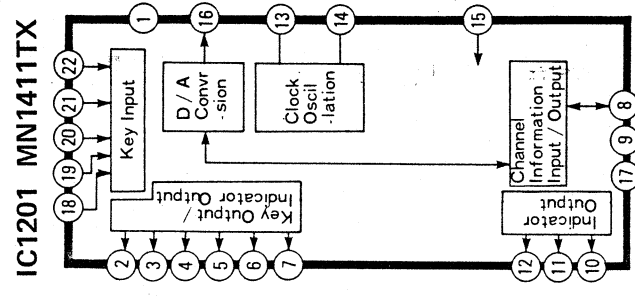 IC1201 MN1411TX
1
16
13
14
15
22
21
20
19
18
Key Input
D/A
Convr
-sion
Clock
Oscil
-lation
Channel
Information
Input / Output
8
9
17
Key Output /
Indicator Output
Indicator
Output
2
3
4
5
6
7
12
11
10